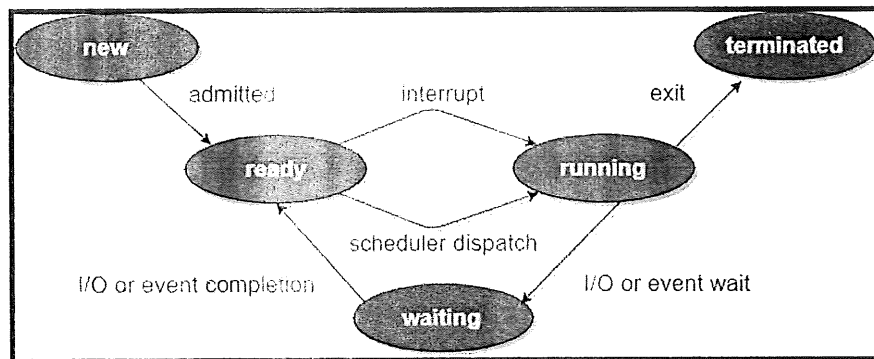 new
terminated
admitted
interrupt
exit
ready
running
scheduler dispatch
I/O or event completion
I/O or event wait
waiting